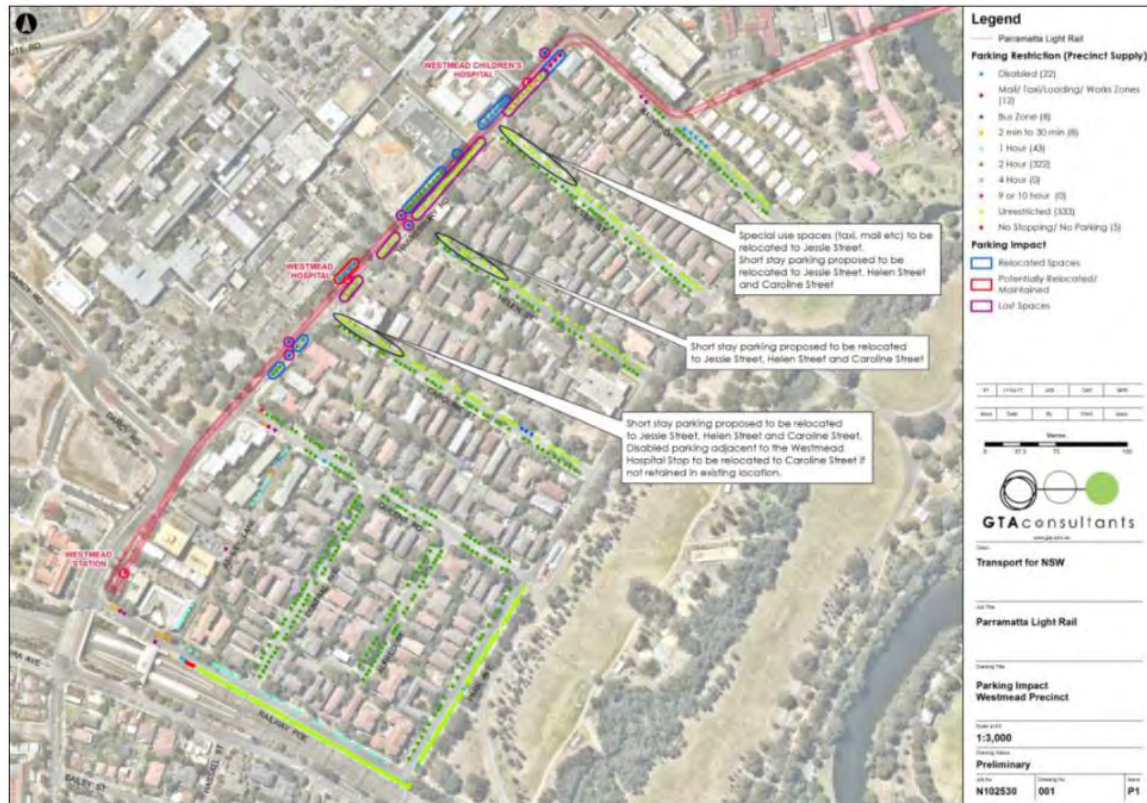 WESTMEAD CHILDREN'S
HOSPITAL
WESTMEAD
HOSPITAL
WESTMEAD
STATION
JESSIE ST
HELEN ST
RAILWAY PDE
BAILEY ST
Special use spaces (taxi, mail etc) to be
relocated to Jessie Street.
Short stay parking proposed to be
relocated to Jessie Street, Helen Street
and Caroline Street
Short stay parking proposed to be relocated
to Jessie Street, Helen Street and Caroline Street
Short stay parking proposed to be relocated
to Jessie Street, Helen Street and Caroline Street.
Disabled parking adjacent to the Westmead
Hospital Stop to be relocated to Caroline Street if
not retained in existing location.
Legend
Parramatta Light Rail
Parking Restriction (Precinct Supply)
Disabled (22)
Mail/ Taxi/Loading/ Works Zones
(12)
Bus Zone (8)
2 min to 30 min (8)
1 Hour (43)
2 Hour (322)
4 Hour (0)
9 or 10 hour (0)
Unrestricted (333)
No Stopping/ No Parking (5)
Parking Impact
Relocated Spaces
Potentially Relocated/
Maintained
Lost Spaces
GTAconsultants
Transport for NSW
Parramatta Light Rail
Parking Impact
Westmead Precinct
1:3,000
Preliminary
N102530 001 P1